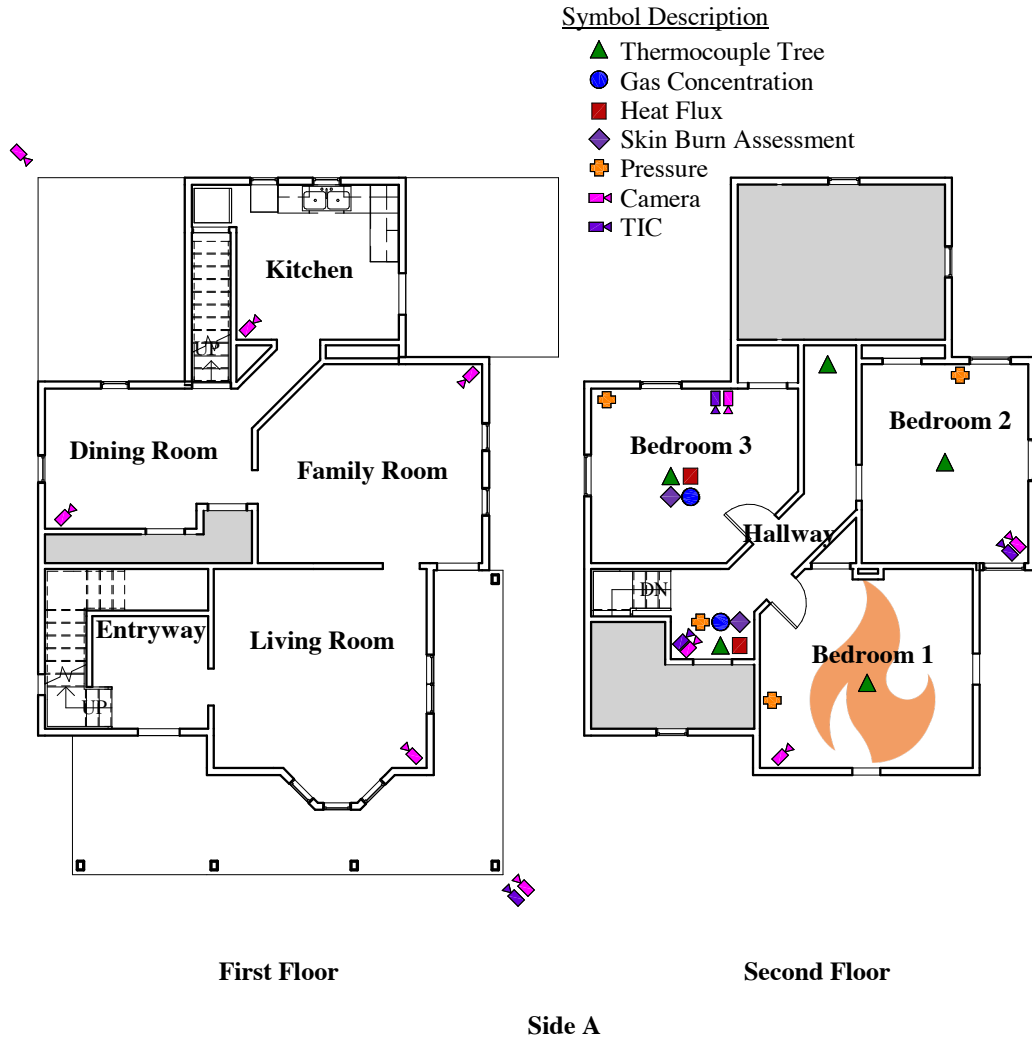 Symbol Description
Thermocouple Tree
Gas Concentration
Heat Flux
Skin Burn Assessment
Pressure
Camera
TIC
Kitchen
UP
Dining Room
Family Room
Entryway
Living Room
UP
Bedroom 3
Bedroom 2
Hallway
DN
Bedroom 1
First Floor
Second Floor
Side A